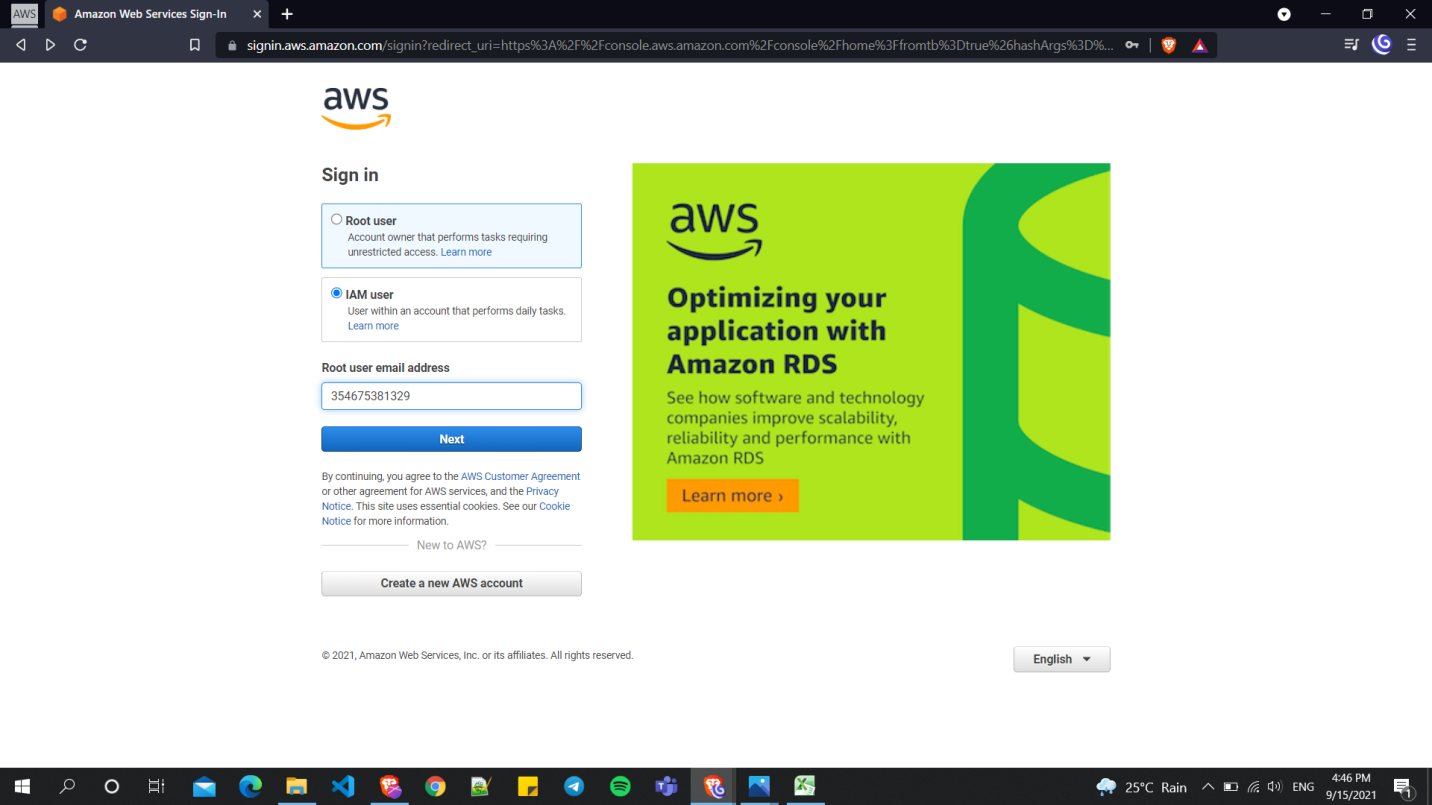 AWS
Amazon Web Services Sign-In
signin.aws.amazon.com/signin?redirect_uri=https%3A%2F%2Fconsole.aws.amazon.com%2Fconsole%2Fhome%3Ffromtb%3Dtrue%26hashArgs%3D%...
aws
Sign in
Root user
Account owner that performs tasks requiring
unrestricted access. Learn more
IAM user
User within an account that performs daily tasks.
Learn more
Root user email address
354675381329
Next
By continuing, you agree to the AWS Customer Agreement
or other agreement for AWS services, and the Privacy
Notice. This site uses essential cookies. See our Cookie
Notice for more information.
New to AWS?
Create a new AWS account
aws
Optimizing your
application with
Amazon RDS
See how software and technology
companies improve scalability,
reliability and performance with
Amazon RDS
Learn more ›
© 2021, Amazon Web Services, Inc. or its affiliates. All rights reserved.
English
25°C Rain
ENG
4:46 PM
9/15/2021
1